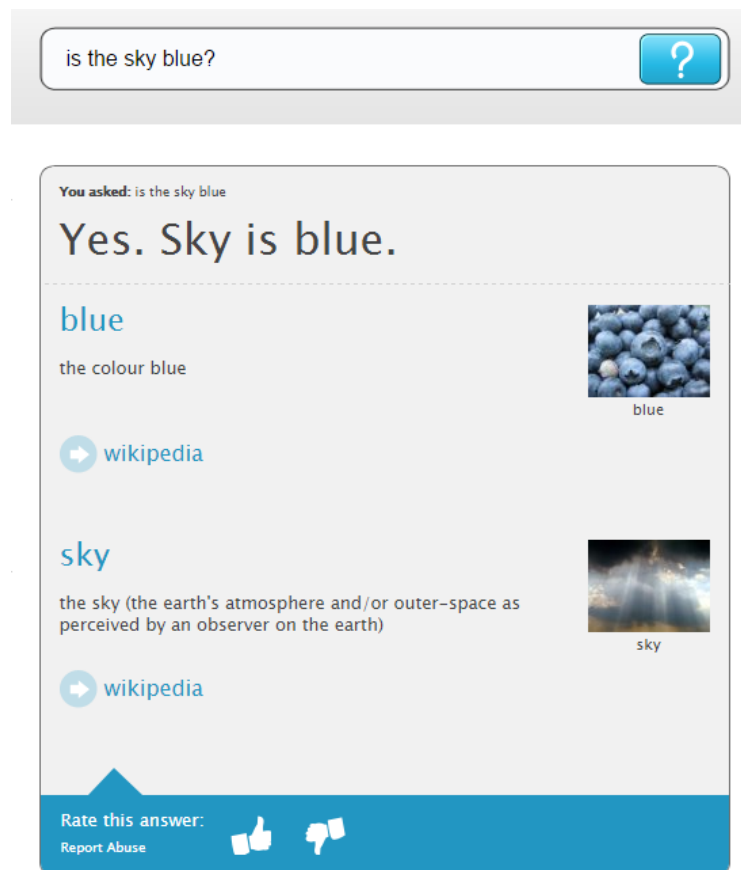 is the sky blue?
?
You asked: is the sky blue
Yes. Sky is blue.
blue
the colour blue
blue
wikipedia
sky
the sky (the earth's atmosphere and/or outer-space as
perceived by an observer on the earth)
sky
wikipedia
Rate this answer:
Report Abuse